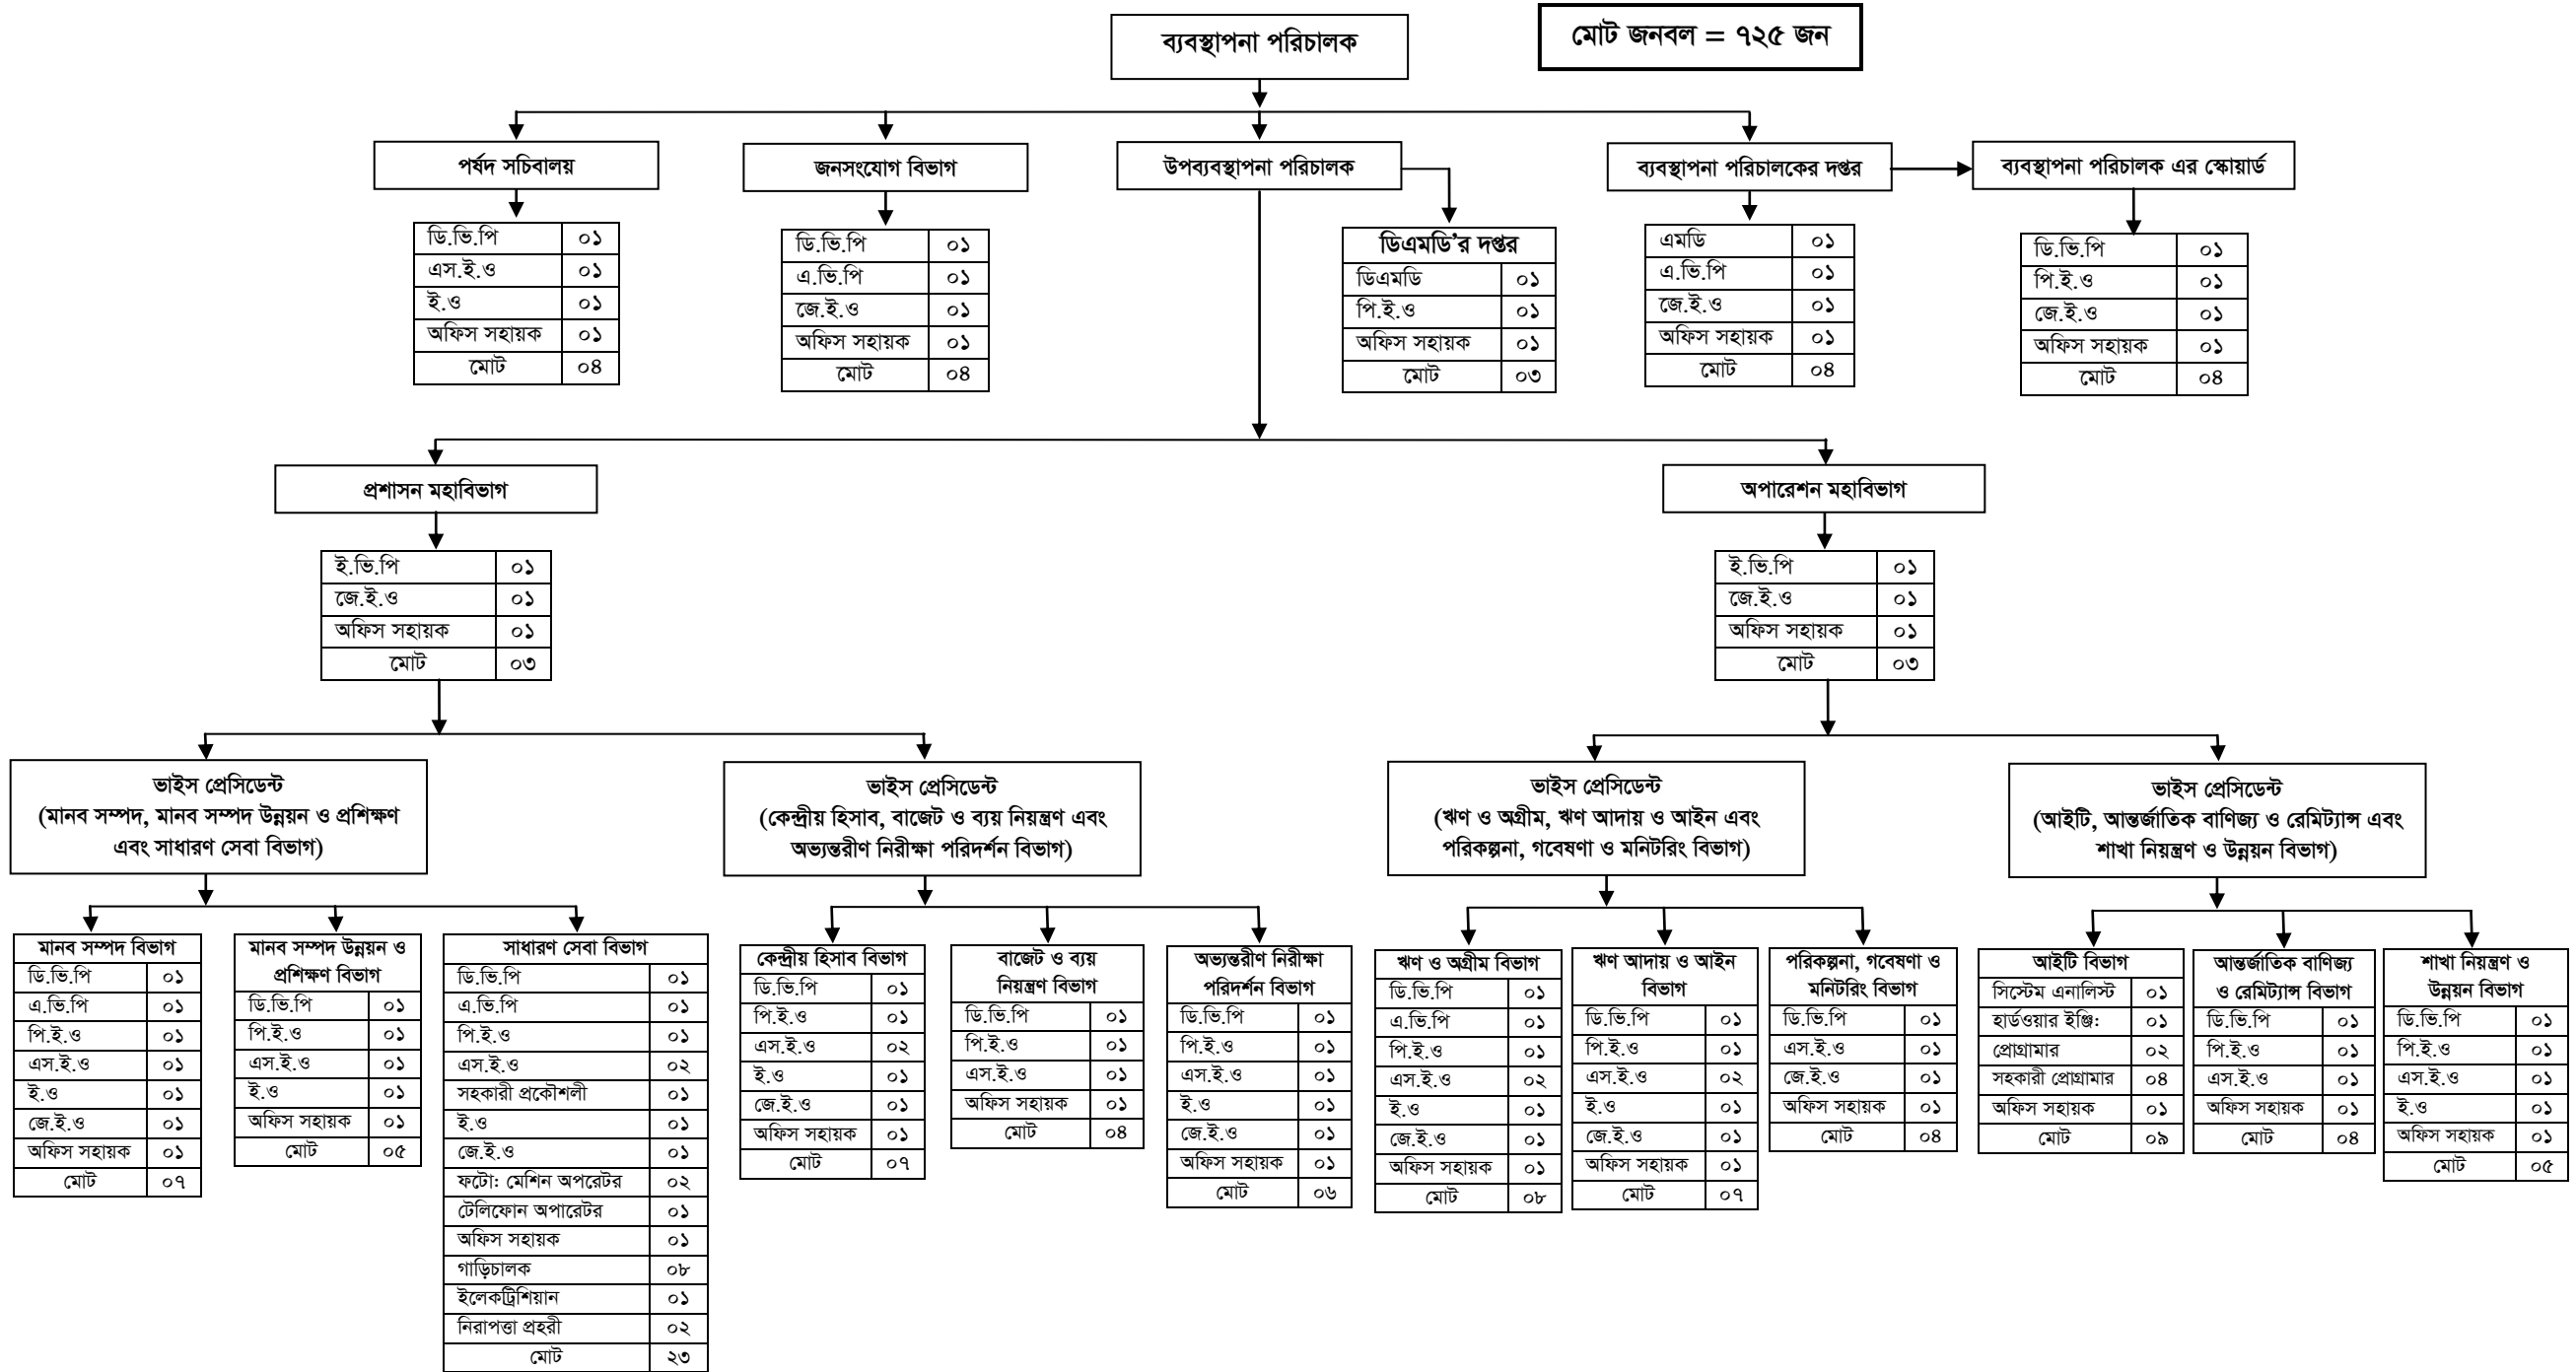 ব্যবস্থাপনা পরিচালক
মোট জনবল = ৭২৫ জন
পর্ষদ সচিবালয়
জনসংযোগ বিভাগ
উপব্যবস্থাপনা পরিচালক
ব্যবস্থাপনা পরিচালকের দপ্তর
ব্যবস্থাপনা পরিচালক এর স্কোয়ার্ড
ডি.ভি.পি ০১
এস.ই.ও ০১
ই.ও ০১
অফিস সহায়ক ০১
মোট ০৪
ডি.ভি.পি ০১
এ.ভি.পি ০১
জে.ই.ও ০১
অফিস সহায়ক ০১
মোট ০৪
ডিএমডি’র দপ্তর
ডিএমডি ০১
পি.ই.ও ০১
অফিস সহায়ক ০১
মোট ০৩
এমডি ০১
এ.ভি.পি ০১
জে.ই.ও ০১
অফিস সহায়ক ০১
মোট ০৪
ডি.ভি.পি ০১
পি.ই.ও ০১
জে.ই.ও ০১
অফিস সহায়ক ০১
মোট ০৪
প্রশাসন মহাবিভাগ
অপারেশন মহাবিভাগ
ই.ভি.পি ০১
জে.ই.ও ০১
অফিস সহায়ক ০১
মোট ০৩
ই.ভি.পি ০১
জে.ই.ও ০১
অফিস সহায়ক ০১
মোট ০৩
ভাইস প্রেসিডেন্ট
(মানব সম্পদ, মানব সম্পদ উন্নয়ন ও প্রশিক্ষণ
এবং সাধারণ সেবা বিভাগ)
ভাইস প্রেসিডেন্ট
(কেন্দ্রীয় হিসাব, বাজেট ও ব্যয় নিয়ন্ত্রণ এবং
অভ্যন্তরীণ নিরীক্ষা পরিদর্শন বিভাগ)
ভাইস প্রেসিডেন্ট
(ঋণ ও অগ্রীম, ঋণ আদায় ও আইন এবং
পরিকল্পনা, গবেষণা ও মনিটরিং বিভাগ)
ভাইস প্রেসিডেন্ট
(আইটি, আন্তর্জাতিক বাণিজ্য ও রেমিট্যান্স এবং
শাখা নিয়ন্ত্রণ ও উন্নয়ন বিভাগ)
মানব সম্পদ বিভাগ
ডি.ভি.পি ০১
এ.ভি.পি ০১
পি.ই.ও ০১
এস.ই.ও ০১
ই.ও ০১
জে.ই.ও ০১
অফিস সহায়ক ০১
মোট ০৭
মানব সম্পদ উন্নয়ন ও
প্রশিক্ষণ বিভাগ
ডি.ভি.পি ০১
পি.ই.ও ০১
এস.ই.ও ০১
ই.ও ০১
অফিস সহায়ক ০১
মোট ০৫
সাধারণ সেবা বিভাগ
ডি.ভি.পি ০১
এ.ভি.পি ০১
পি.ই.ও ০১
এস.ই.ও ০২
সহকারী প্রকৌশলী ০১
ই.ও ০১
জে.ই.ও ০১
ফটো: মেশিন অপরেটর ০২
টেলিফোন অপারেটর ০১
অফিস সহায়ক ০১
গাড়িচালক ০৮
ইলেকট্রিশিয়ান ০১
নিরাপত্তা প্রহরী ০২
মোট ২৩
কেন্দ্রীয় হিসাব বিভাগ
ডি.ভি.পি ০১
পি.ই.ও ০১
এস.ই.ও ০২
ই.ও ০১
জে.ই.ও ০১
অফিস সহায়ক ০১
মোট ০৭
বাজেট ও ব্যয়
নিয়ন্ত্রণ বিভাগ
ডি.ভি.পি ০১
পি.ই.ও ০১
এস.ই.ও ০১
অফিস সহায়ক ০১
মোট ০৪
অভ্যন্তরীণ নিরীক্ষা
পরিদর্শন বিভাগ
ডি.ভি.পি ০১
পি.ই.ও ০১
এস.ই.ও ০১
ই.ও ০১
জে.ই.ও ০১
অফিস সহায়ক ০১
মোট ০৬
ঋণ ও অগ্রীম বিভাগ
ডি.ভি.পি ০১
এ.ভি.পি ০১
পি.ই.ও ০১
এস.ই.ও ০২
ই.ও ০১
জে.ই.ও ০১
অফিস সহায়ক ০১
মোট ০৮
ঋণ আদায় ও আইন
বিভাগ
ডি.ভি.পি ০১
পি.ই.ও ০১
এস.ই.ও ০২
ই.ও ০১
জে.ই.ও ০১
অফিস সহায়ক ০১
মোট ০৭
পরিকল্পনা, গবেষণা ও
মনিটরিং বিভাগ
ডি.ভি.পি ০১
এস.ই.ও ০১
জে.ই.ও ০১
অফিস সহায়ক ০১
মোট ০৪
আইটি বিভাগ
সিস্টেম এনালিস্ট ০১
হার্ডওয়ার ইঞ্জি: ০১
প্রোগ্রামার ০২
সহকারী প্রোগ্রামার ০৪
অফিস সহায়ক ০১
মোট ০৯
আন্তর্জাতিক বাণিজ্য
ও রেমিট্যান্স বিভাগ
ডি.ভি.পি ০১
পি.ই.ও ০১
এস.ই.ও ০১
অফিস সহায়ক ০১
মোট ০৪
শাখা নিয়ন্ত্রণ ও
উন্নয়ন বিভাগ
ডি.ভি.পি ০১
পি.ই.ও ০১
এস.ই.ও ০১
ই.ও ০১
অফিস সহায়ক ০১
মোট ০৫